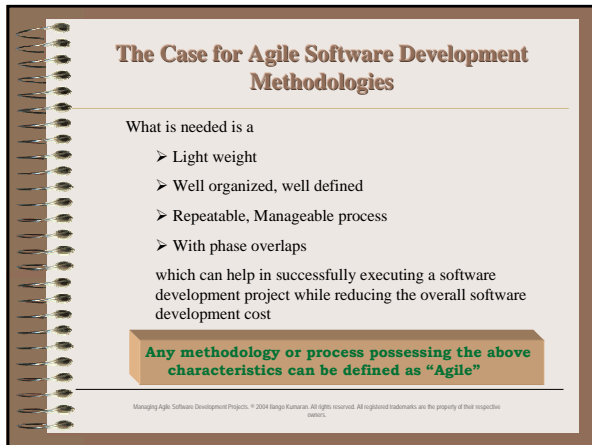 The Case for Agile Software Development
Methodologies
What is needed is a
➢ Light weight
➢ Well organized, well defined
➢ Repeatable, Manageable process
➢ With phase overlaps
which can help in successfully executing a software
development project while reducing the overall software
development cost
Any methodology or process possessing the above
characteristics can be defined as “Agile”
Managing Agile Software Development Projects. © 2004 Ilango Kumaran. All rights reserved. All registered trademarks are the property of their respective
owners.